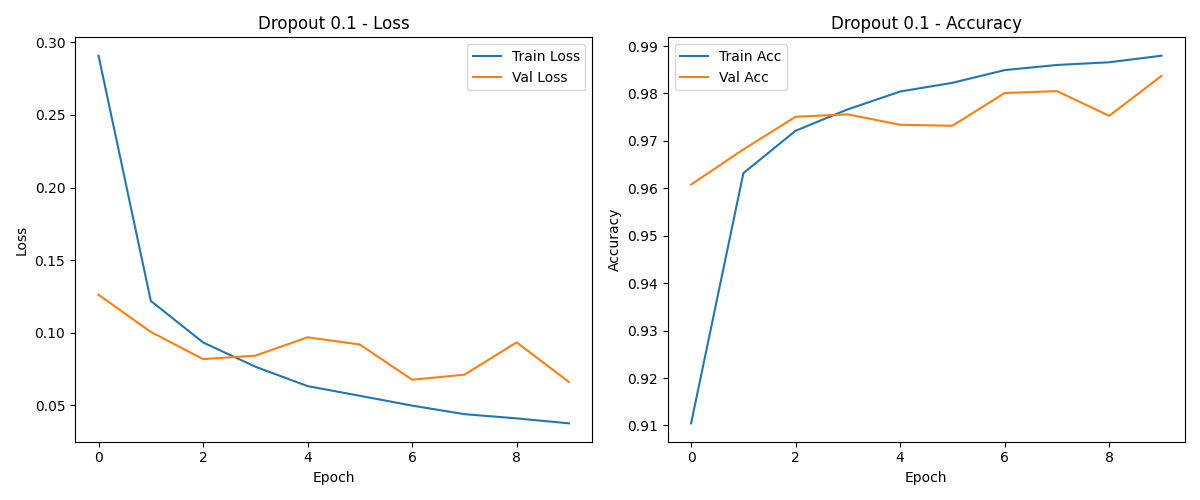 Dropout 0.1 - Loss
Train Loss
Val Loss
0.30
0.25
0.20
0.15
0.10
0.05
Loss
0
2
4
6
8
Epoch
Dropout 0.1 - Accuracy
Train Acc
Val Acc
0.99
0.98
0.97
0.96
0.95
0.94
0.93
0.92
0.91
Accuracy
0
2
4
6
8
Epoch